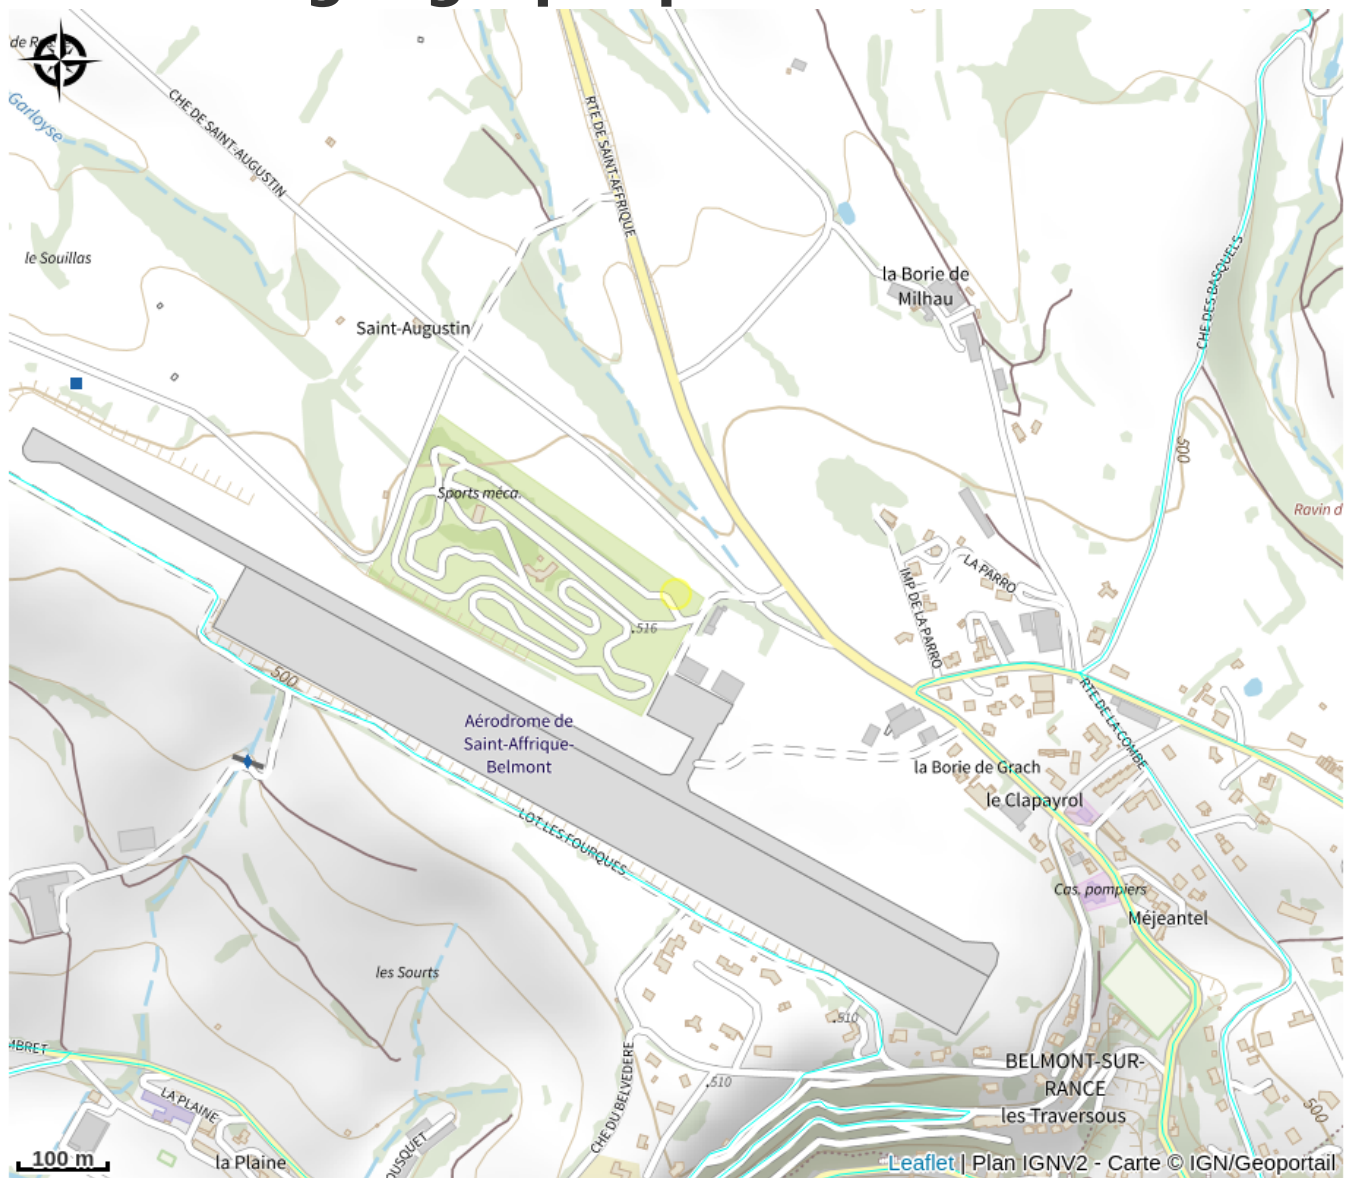 Garloyse
CHE DE SAINT-AUGUSTIN
RTE DE SAINT-AFFRIQUE
le Souillas
la Borie de
Milhau
CHE DES BASQUELS
Saint-Augustin
500
Sports méca.
Ravin d
LA PARRO
IMP DE LA PARRO
.516
500
RTE DE LA COMBE
Aérodrome de
Saint-Affrique-
Belmont
la Borie de Grach
le Clapayrol
LOT LES FOURQUES
Cas. pompiers
Méjeantel
les Sourts
.510
MBRET
BELMONT-SUR-
RANCE
CHE DU BELVEDERE
.510
LA PLAINE
les Traversous
500
OUSQUET
la Plaine
100 m
Leaflet | Plan IGNV2 - Carte © IGN/Geoportail